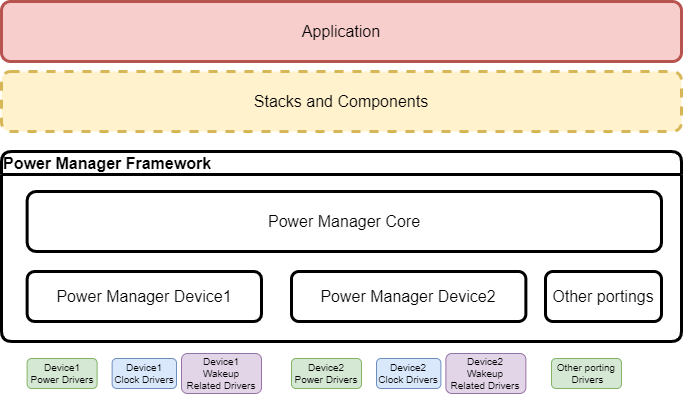 Application
Stacks and Components
Power Manager Framework
Power Manager Core
Power Manager Device1
Power Manager Device2
Other portings
Device1
Power Drivers
Device1
Clock Drivers
Device1
Wakeup
Related Drivers
Device2
Power Drivers
Device2
Clock Drivers
Device2
Wakeup
Related Drivers
Other porting
Drivers